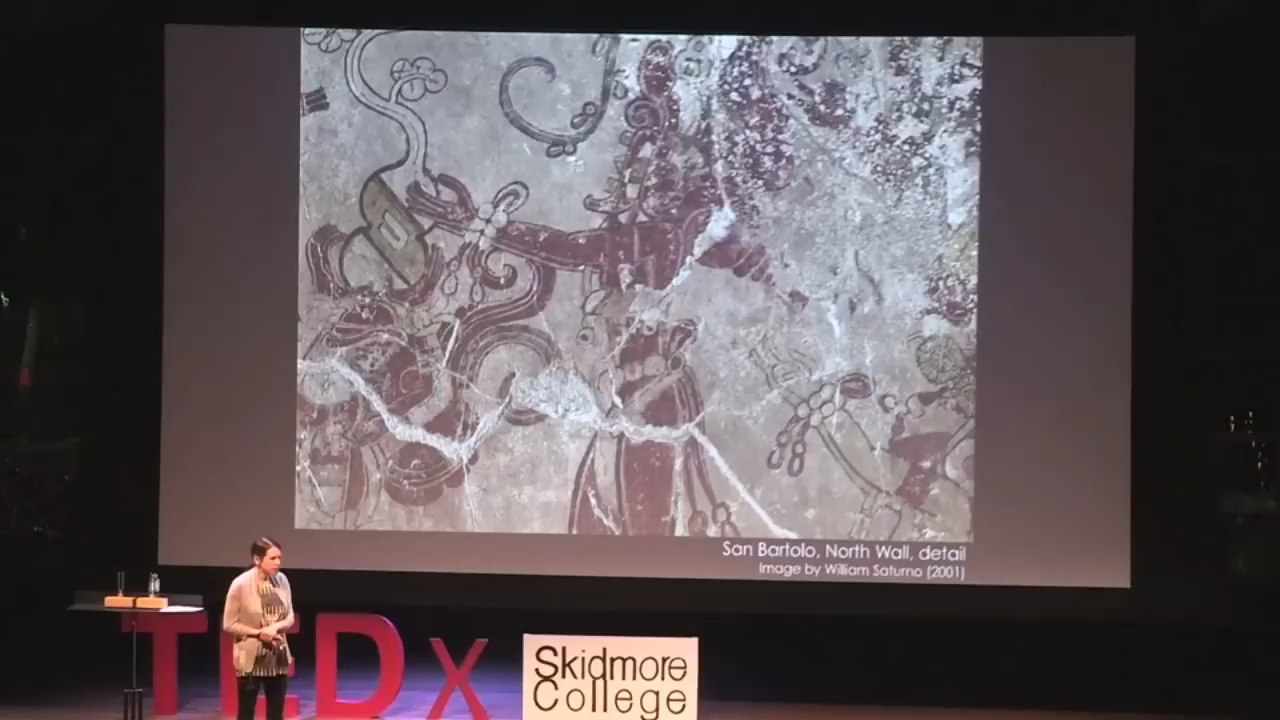 San Bartolo, North Wall, detail
Image by William Saturno (2001)
TEDx
Skidmore
College